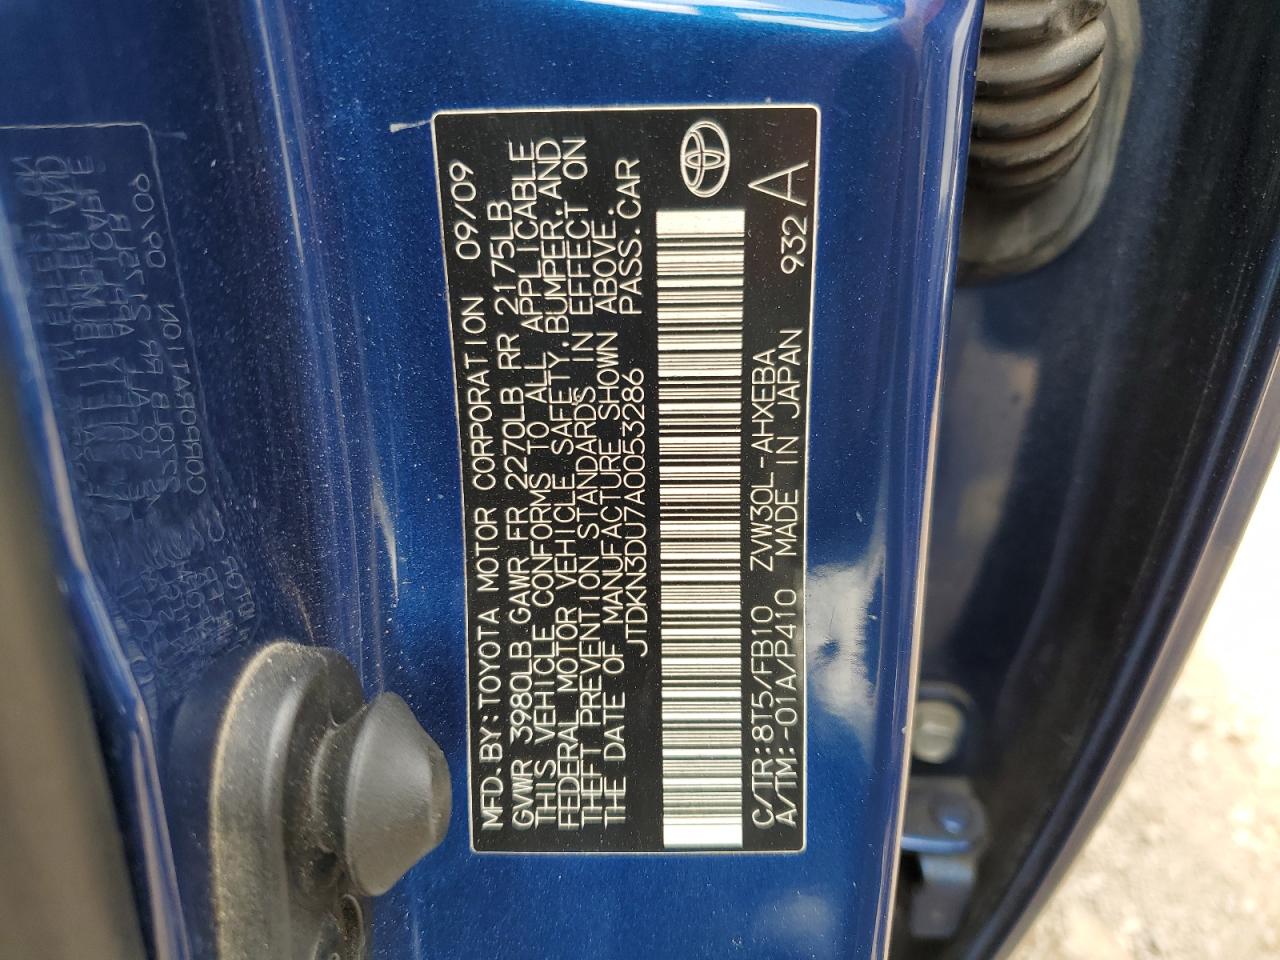 MFD.BY:TOYOTA MOTOR CORPORATION 09/09
GVWR 3980LB GAWR FR 2270LB RR 2175LB
THIS VEHICLE CONFORMS TO ALL APPLICABLE
FEDERAL MOTOR VEHICLE SAFETY,BUMPER,AND
THEFT PREVENTION STANDARDS IN EFFECT ON
THE DATE OF MANUFACTURE SHOWN ABOVE.
JTDKN3DU7A0053286 PASS.CAR
C/TR:8T5/FB10 ZVW30L-AHXEBA
A/TM:-01A/P410 MADE IN JAPAN 932 A